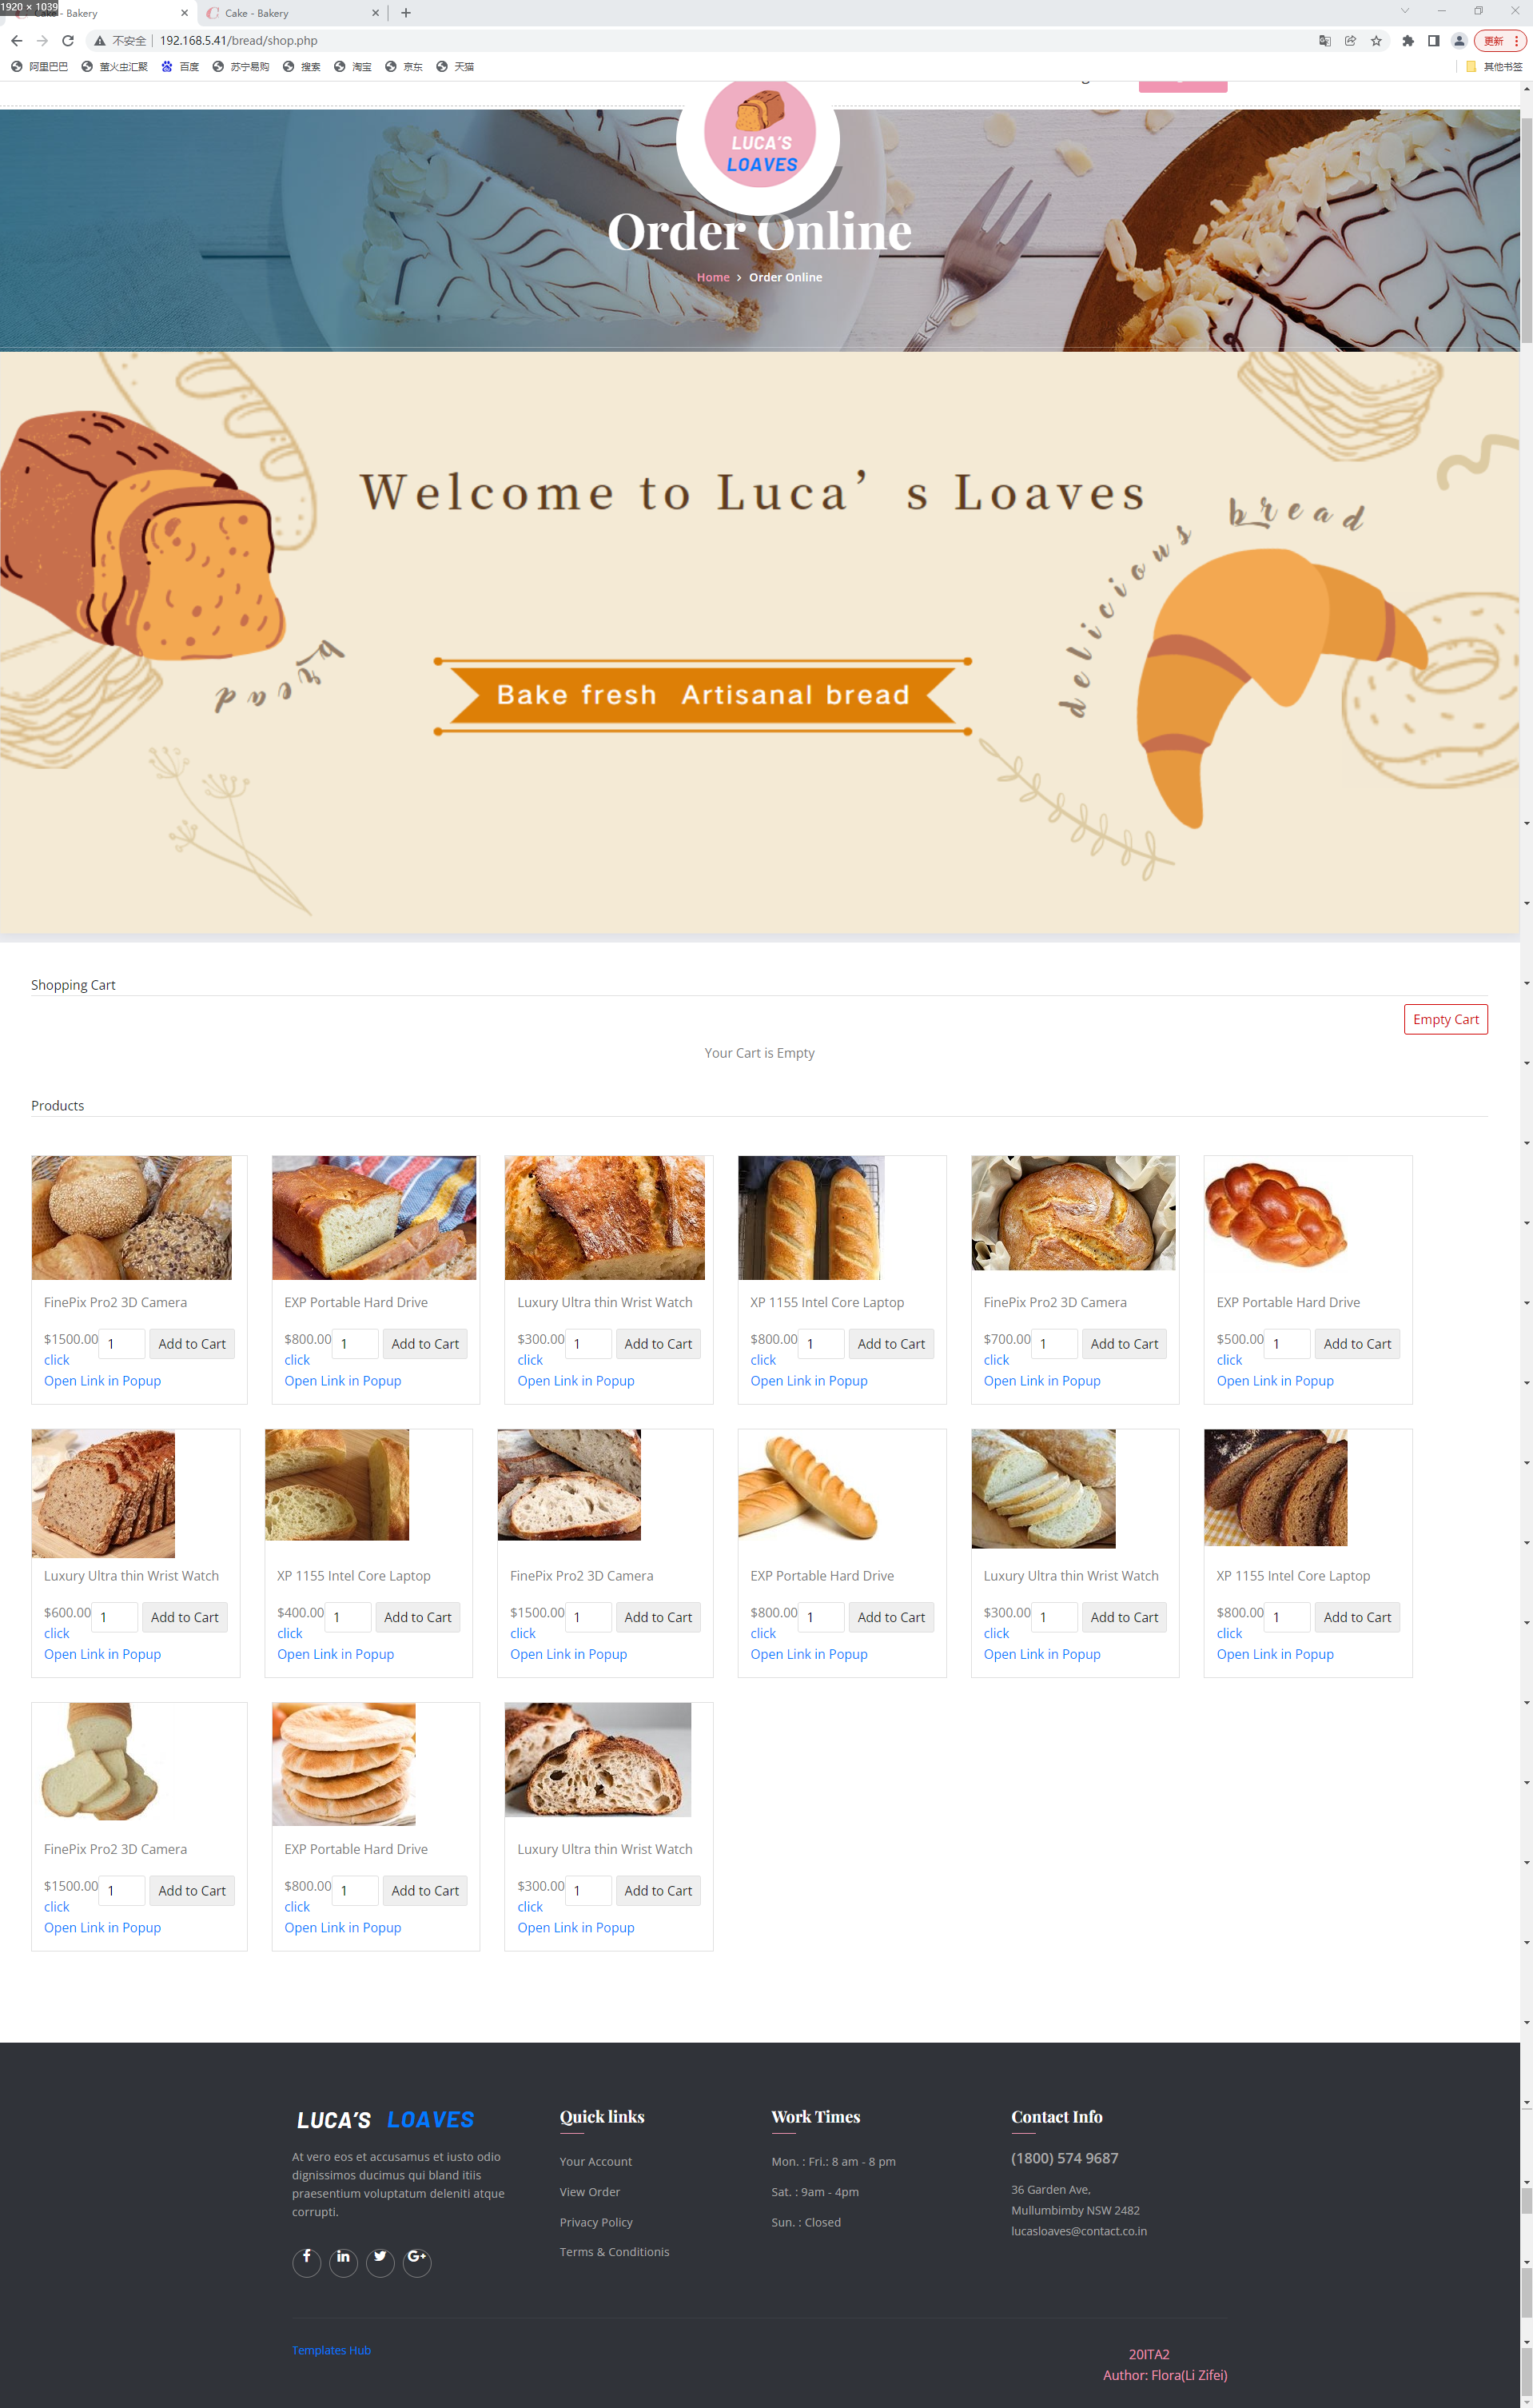 1920 × 1039
Cake - Bakery
Cake - Bakery
不安全
192.168.5.41/bread/shop.php
更新
阿里巴巴
萤火虫汇聚
百度
苏宁易购
搜索
淘宝
京东
天猫
其他书签
LUCA'S
LOAVES
Order Online
Home > Order Online
Welcome to Luca's Loaves
bread
delicious bread
Bake fresh Artisanal bread
Shopping Cart
Empty Cart
Your Cart is Empty
Products
FinePix Pro2 3D Camera
$1500.00 1 Add to Cart
click
Open Link in Popup
EXP Portable Hard Drive
$800.00 1 Add to Cart
click
Open Link in Popup
Luxury Ultra thin Wrist Watch
$300.00 1 Add to Cart
click
Open Link in Popup
XP 1155 Intel Core Laptop
$800.00 1 Add to Cart
click
Open Link in Popup
FinePix Pro2 3D Camera
$700.00 1 Add to Cart
click
Open Link in Popup
EXP Portable Hard Drive
$500.00 1 Add to Cart
click
Open Link in Popup
Luxury Ultra thin Wrist Watch
$600.00 1 Add to Cart
click
Open Link in Popup
XP 1155 Intel Core Laptop
$400.00 1 Add to Cart
click
Open Link in Popup
FinePix Pro2 3D Camera
$1500.00 1 Add to Cart
click
Open Link in Popup
EXP Portable Hard Drive
$800.00 1 Add to Cart
click
Open Link in Popup
Luxury Ultra thin Wrist Watch
$300.00 1 Add to Cart
click
Open Link in Popup
XP 1155 Intel Core Laptop
$800.00 1 Add to Cart
click
Open Link in Popup
FinePix Pro2 3D Camera
$1500.00 1 Add to Cart
click
Open Link in Popup
EXP Portable Hard Drive
$800.00 1 Add to Cart
click
Open Link in Popup
Luxury Ultra thin Wrist Watch
$300.00 1 Add to Cart
click
Open Link in Popup
LUCA'S LOAVES
At vero eos et accusamus et iusto odio
dignissimos ducimus qui bland itiis
praesentium voluptatum deleniti atque
corrupti.
Quick links
Your Account
View Order
Privacy Policy
Terms & Conditionis
Work Times
Mon. : Fri.: 8 am - 8 pm
Sat. : 9am - 4pm
Sun. : Closed
Contact Info
(1800) 574 9687
36 Garden Ave,
Mullumbimby NSW 2482
lucasloaves@contact.co.in
Templates Hub
20ITA2
Author: Flora(Li Zifei)